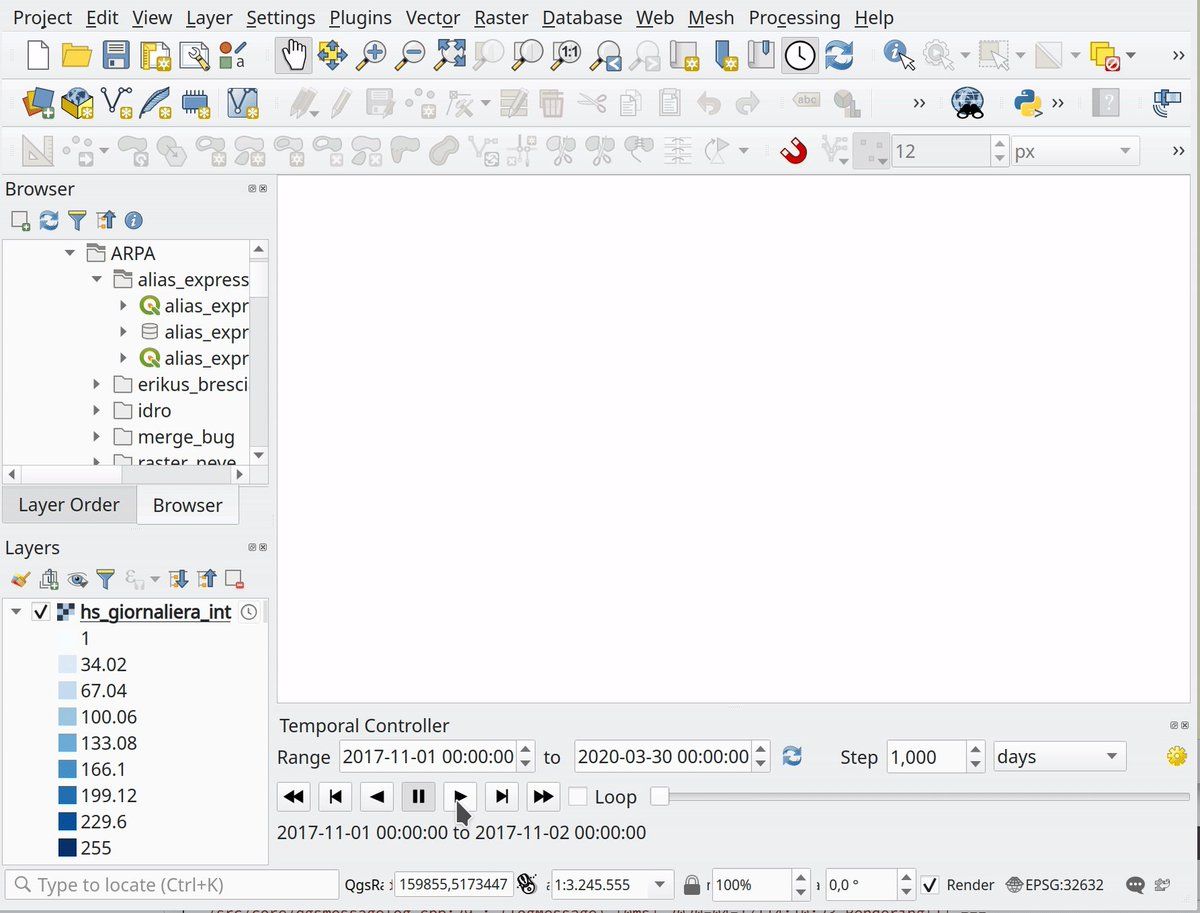 Project Edit View Layer Settings Plugins Vector Raster Database Web Mesh Processing Help
a
1:1
abc
12 px
Browser
ARPA
alias_express
alias_expr
alias_expr
alias_expr
erikus_bresci
idro
merge_bug
raster_neve
Layer Order Browser
Layers
hs_giornaliera_int
1
34.02
67.04
100.06
133.08
166.1
199.12
229.6
255
Temporal Controller
Range 2017-11-01 00:00:00 to 2020-03-30 00:00:00 Step 1,000 days
Loop
2017-11-01 00:00:00 to 2017-11-02 00:00:00
Type to locate (Ctrl+K) QgsRa 159855,5173447 1:3.245.555 100% 0,0 ° Render EPSG:32632